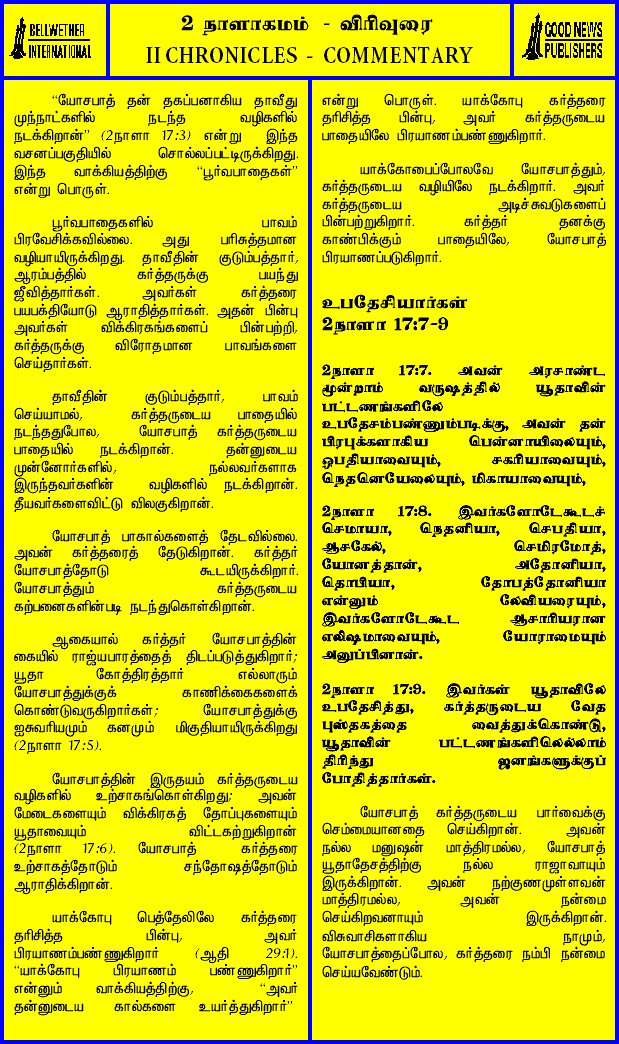 BELLWETHER
INTERNATIONAL
2 நாளாகமம் - விரிவுரை
II CHRONICLES - COMMENTARY
GOOD NEWS
PUBLISHERS
“யோசபாத் தன் தகப்பனாகிய தாவீது
முந்நாட்களில் நடந்த வழிகளில்
நடக்கிறான்” (2நாளா 17:3) என்று இந்த
வசனப்பகுதியில் சொல்லப்பட்டிருக்கிறது.
இந்த வாக்கியத்திற்கு “பூர்வபாதைகள்”
என்று பொருள்.
பூர்வபாதைகளில் பாவம்
பிரவேசிக்கவில்லை. அது பரிசுத்தமான
வழியாயிருக்கிறது. தாவீதின் குடும்பத்தார்,
ஆரம்பத்தில் கர்த்தருக்கு பயந்து
ஜீவித்தார்கள். அவர்கள் கர்த்தரை
பயபக்தியோடு ஆராதித்தார்கள். அதன் பின்பு
அவர்கள் விக்கிரகங்களைப் பின்பற்றி,
கர்த்தருக்கு விரோதமான பாவங்களை
செய்தார்கள்.
தாவீதின் குடும்பத்தார், பாவம்
செய்யாமல், கர்த்தருடைய பாதையில்
நடந்ததுபோல, யோசபாத் கர்த்தருடைய
பாதையில் நடக்கிறான். தன்னுடைய
முன்னோர்களில், நல்லவர்களாக
இருந்தவர்களின் வழிகளில் நடக்கிறான்.
தீயவர்களைவிட்டு விலகுகிறான்.
யோசபாத் பாகால்களைத் தேடவில்லை.
அவன் கர்த்தரைத் தேடுகிறான். கர்த்தர்
யோசபாத்தோடு கூடயிருக்கிறார்.
யோசபாத்தும் கர்த்தருடைய
கற்பனைகளின்படி நடந்துகொள்கிறான்.
ஆகையால் கர்த்தர் யோசபாத்தின்
கையில் ராஜ்யபாரத்தைத் திடப்படுத்துகிறார்;
யூதா கோத்திரத்தார் எல்லாரும்
யோசபாத்துக்குக் காணிக்கைகளைக்
கொண்டுவருகிறார்கள்; யோசபாத்துக்கு
ஐசுவரியமும் கனமும் மிகுதியாயிருக்கிறது
(2நாளா 17:5).
யோசபாத்தின் இருதயம் கர்த்தருடைய
வழிகளில் உற்சாகங்கொள்கிறது; அவன்
மேடைகளையும் விக்கிரகத் தோப்புகளையும்
யூதாவையும் விட்டகற்றுகிறான்
(2நாளா 17:6). யோசபாத் கர்த்தரை
உற்சாகத்தோடும் சந்தோஷத்தோடும்
ஆராதிக்கிறான்.
யாக்கோபு பெத்தேலிலே கர்த்தரை
தரிசித்த பின்பு, அவர்
பிரயாணம்பண்ணுகிறார் (ஆதி 29:1).
“யாக்கோபு பிரயாணம் பண்ணுகிறார்”
என்னும் வாக்கியத்திற்கு, “அவர்
தன்னுடைய கால்களை உயர்த்துகிறார்”
என்று பொருள். யாக்கோபு கர்த்தரை
தரிசித்த பின்பு, அவர் கர்த்தருடைய
பாதையிலே பிரயாணம்பண்ணுகிறார்.
யாக்கோபைப்போலவே யோசபாத்தும்,
கர்த்தருடைய வழியிலே நடக்கிறார். அவர்
கர்த்தருடைய அடிச்சுவடுகளைப்
பின்பற்றுகிறார். கர்த்தர் தனக்கு
காண்பிக்கும் பாதையிலே, யோசபாத்
பிரயாணப்படுகிறார்.
உபதேசியார்கள்
2நாளா 17:7-9
2நாளா 17:7. அவன் அரசாண்ட
மூன்றாம் வருஷத்தில் யூதாவின்
பட்டணங்களிலே
உபதேசம்பண்ணும்படிக்கு, அவன் தன்
பிரபுக்களாகிய பென்னாயிலையும்,
ஒபதியாவையும், சகரியாவையும்,
நெதனெயேலையும், மிகாயாவையும்,
2நாளா 17:8. இவர்களோடேகூடச்
செமாயா, நெதனியா, செபதியா,
ஆசகேல், செமிரமோத்,
யோனத்தான், அதோனியா,
தொபியா, தோபத்தோனியா
என்னும் லேவியரையும்,
இவர்களோடேகூட ஆசாரியரான
எலிஷமாவையும், யோராமையும்
அனுப்பினான்.
2நாளா 17:9. இவர்கள் யூதாவிலே
உபதேசித்து, கர்த்தருடைய வேத
புஸ்தகத்தை வைத்துக்கொண்டு,
யூதாவின் பட்டணங்களிலெல்லாம்
திரிந்து ஜனங்களுக்குப்
போதித்தார்கள்.
யோசபாத் கர்த்தருடைய பார்வைக்கு
செம்மையானதை செய்கிறான். அவன்
நல்ல மனுஷன் மாத்திரமல்ல, யோசபாத்
யூதாதேசத்திற்கு நல்ல ராஜாவாயும்
இருக்கிறான். அவன் நற்குணமுள்ளவன்
மாத்திரமல்ல, அவன் நன்மை
செய்கிறவனாயும் இருக்கிறான்.
விசுவாசிகளாகிய நாமும்,
யோசபாத்தைப்போல, கர்த்தரை நம்பி நன்மை
செய்யவேண்டும்.